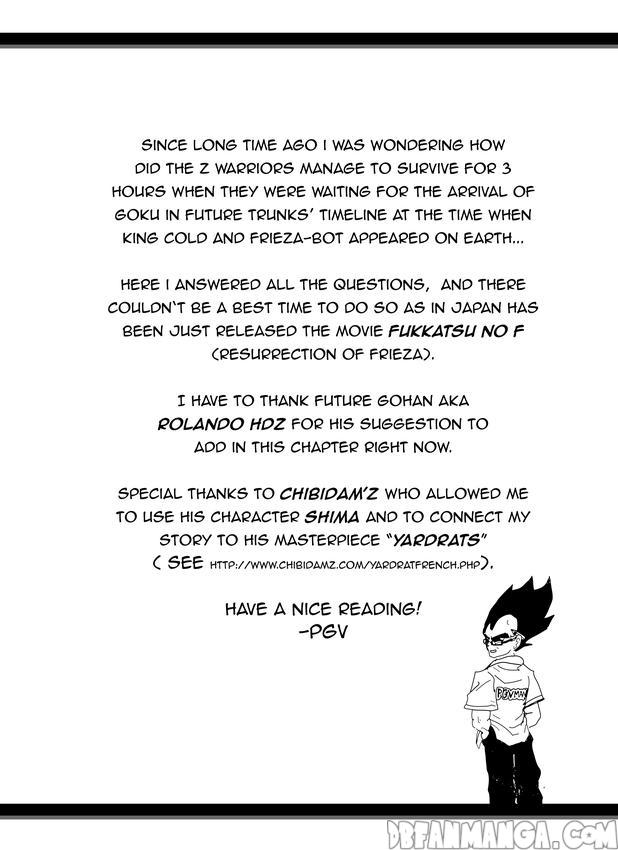 SINCE LONG TIME AGO I WAS WONDERING HOW
DID THE Z WARRIORS MANAGE TO SURVIVE FOR 3
HOURS WHEN THEY WERE WAITING FOR THE ARRIVAL OF
GOKU IN FUTURE TRUNKS' TIMELINE AT THE TIME WHEN
KING COLD AND FRIEZA-BOT APPEARED ON EARTH...
HERE I ANSWERED ALL THE QUESTIONS, AND THERE
COULDN'T BE A BEST TIME TO DO SO AS IN JAPAN HAS
BEEN JUST RELEASED THE MOVIE FUKKATSU NO F
(RESURRECTION OF FRIEZA).
I HAVE TO THANK FUTURE GOHAN AKA
ROLANDO HDZ FOR HIS SUGGESTION TO
ADD IN THIS CHAPTER RIGHT NOW.
SPECIAL THANKS TO CHIBIDAM'Z WHO ALLOWED ME
TO USE HIS CHARACTER SHIMA AND TO CONNECT MY
STORY TO HIS MASTERPIECE "YARDRATS"
( SEE HTTP://WWW.CHIBIDAMZ.COM/YARDRATFRENCH.PHP).
HAVE A NICE READING!
-PGV
PGVMAN
DBFANMANGA.COM